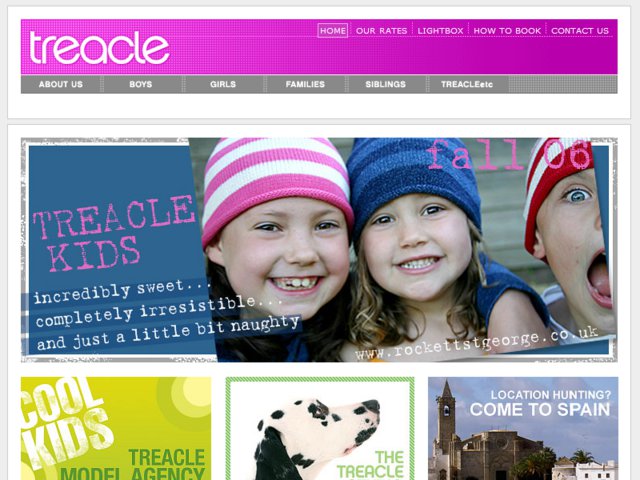 treacle
HOME
OUR RATES
LIGHTBOX
HOW TO BOOK
CONTACT US
ABOUT US
BOYS
GIRLS
FAMILIES
SIBLINGS
TREACLEetc
fall 06
TREACLE
KIDS
incredibly sweet...
completely irresistible...
and just a little bit naughty
www.rockettstgeorge.co.uk
COOL
KIDS
TREACLE
MODEL AGENCY
THE
TREACLE
LOCATION HUNTING?
COME TO SPAIN